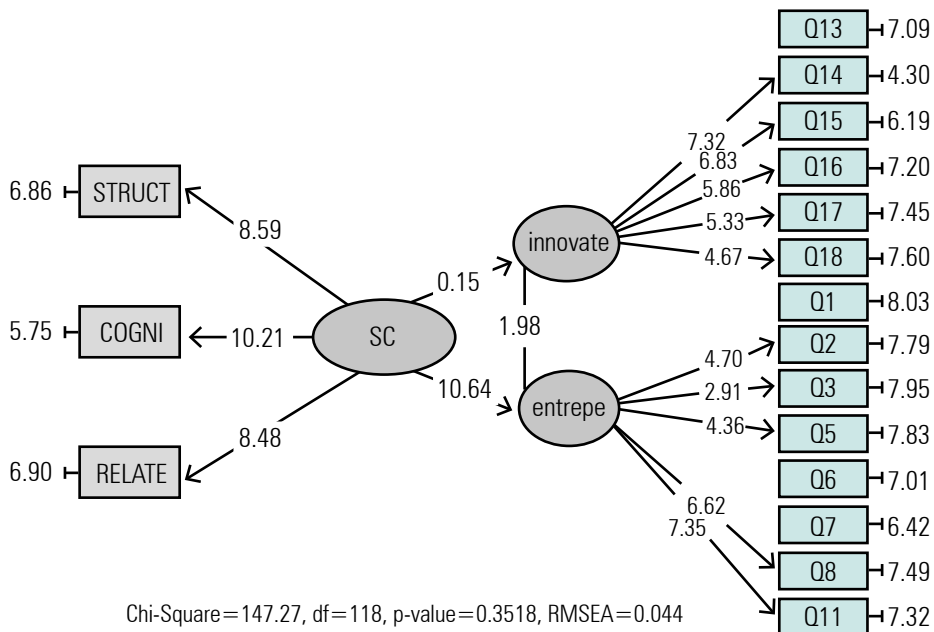 Q13 7.09
Q14 4.30
7.32
Q15 6.19
6.83
Q16 7.20
5.86
6.86 STRUCT
Q17 7.45
5.33
8.59
innovate
4.67
Q18 7.60
0.15
Q1 8.03
1.98
5.75 COGNI 10.21 SC
Q2 7.79
4.70
10.64
Q3 7.95
2.91
entrepe
4.36
Q5 7.83
8.48
6.90 RELATE
Q6 7.01
6.62
7.35
Q7 6.42
Q8 7.49
Chi-Square=147.27, df=118, p-value=0.3518, RMSEA=0.044
Q11 7.32